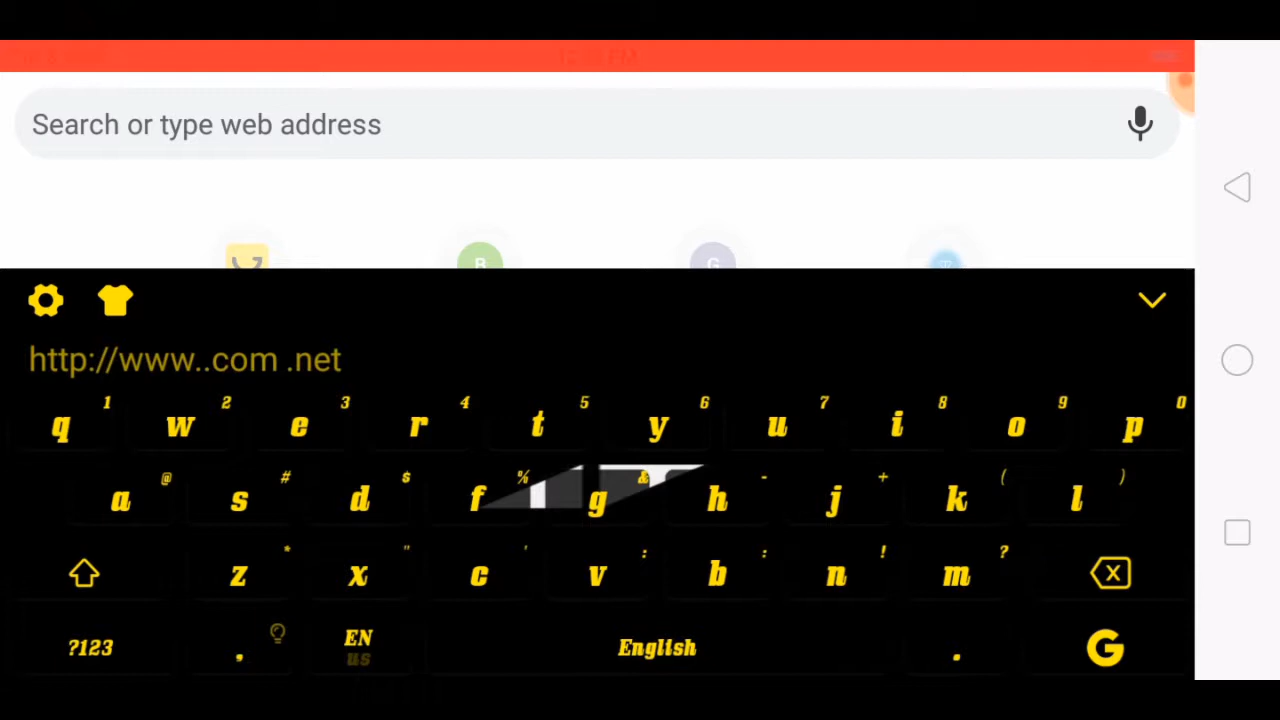 Search or type web address
B G
http://www. .com .net
1 2 3 4 5 6 7 8 9 0
q w e r t y u i o p
@ # $ % & - + ( )
a s d f g h j k l
* " ' : : ! ?
z x c v b n m
?123 , EN English . G
us